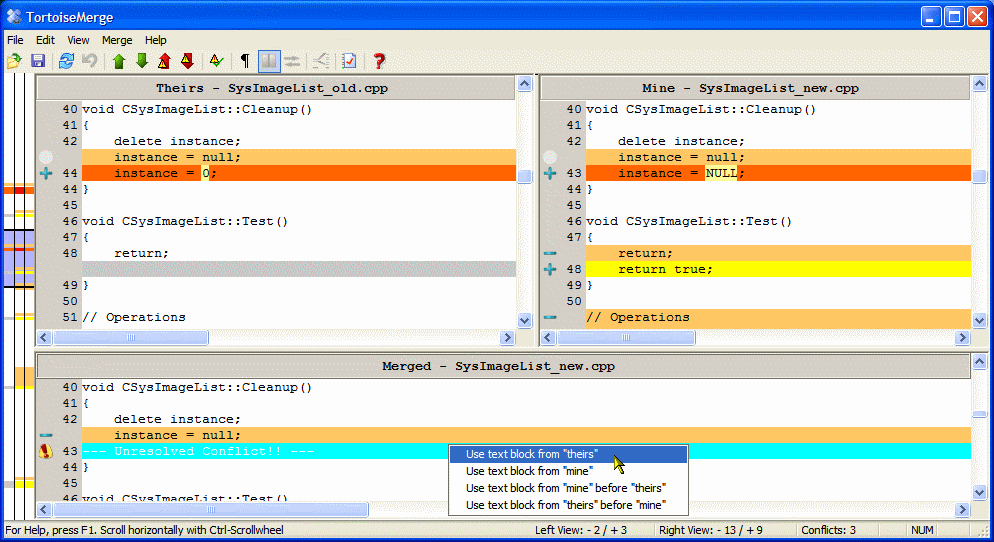 TortoiseMerge
File Edit View Merge Help
Theirs - SysImageList_old.cpp
40 void CSysImageList::Cleanup()
41 {
42 delete instance;
instance = null;
44 instance = 0;
44 }
45
46 void CSysImageList::Test()
47 {
48 return;
49 }
50
51 // Operations
Mine - SysImageList_new.cpp
40 void CSysImageList::Cleanup()
41 {
42 delete instance;
instance = null;
43 instance = NULL;
44 }
45
46 void CSysImageList::Test()
47 {
return;
48 return true;
49 }
50
// Operations
Merged - SysImageList_new.cpp
40 void CSysImageList::Cleanup()
41 {
42 delete instance;
instance = null;
43 --- Unresolved Conflict!! ---
44 }
45
46 void CSysImageList::Test()
Use text block from "theirs"
Use text block from "mine"
Use text block from "mine" before "theirs"
Use text block from "theirs" before "mine"
For Help, press F1. Scroll horizontally with Ctrl-Scrollwheel Left View: - 2 / + 3 Right View: - 13 / + 9 Conflicts: 3 NUM